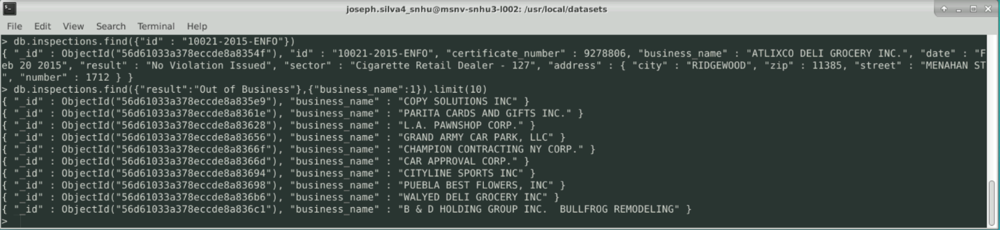 joseph.silva4_snhu@msnv-snhu3-l002: /usr/local/datasets
File Edit View Search Terminal Help
> db.inspections.find({"id" : "10021-2015-ENFO"})
{ "_id" : ObjectId("56d61033a378eccde8a8354f"), "id" : "10021-2015-ENFO", "certificate_number" : 9278806, "business_name" : "ATLIXCO DELI GROCERY INC.", "date" : "F
eb 20 2015", "result" : "No Violation Issued", "sector" : "Cigarette Retail Dealer - 127", "address" : { "city" : "RIDGEWOOD", "zip" : 11385, "street" : "MENAHAN ST
", "number" : 1712 } }
> db.inspections.find({"result":"Out of Business"},{"business_name":1}).limit(10)
{ "_id" : ObjectId("56d61033a378eccde8a835e9"), "business_name" : "COPY SOLUTIONS INC" }
{ "_id" : ObjectId("56d61033a378eccde8a8361e"), "business_name" : "PARITA CARDS AND GIFTS INC." }
{ "_id" : ObjectId("56d61033a378eccde8a83628"), "business_name" : "L.A. PAWNSHOP CORP." }
{ "_id" : ObjectId("56d61033a378eccde8a83656"), "business_name" : "GRAND ARMY CAR PARK, LLC" }
{ "_id" : ObjectId("56d61033a378eccde8a8366f"), "business_name" : "CHAMPION CONTRACTING NY CORP." }
{ "_id" : ObjectId("56d61033a378eccde8a8366d"), "business_name" : "CAR APPROVAL CORP." }
{ "_id" : ObjectId("56d61033a378eccde8a83694"), "business_name" : "CITYLINE SPORTS INC" }
{ "_id" : ObjectId("56d61033a378eccde8a83698"), "business_name" : "PUEBLA BEST FLOWERS, INC" }
{ "_id" : ObjectId("56d61033a378eccde8a836b6"), "business_name" : "WALYED DELI GROCERY INC" }
{ "_id" : ObjectId("56d61033a378eccde8a836c1"), "business_name" : "B & D HOLDING GROUP INC.  BULLFROG REMODELING" }
>